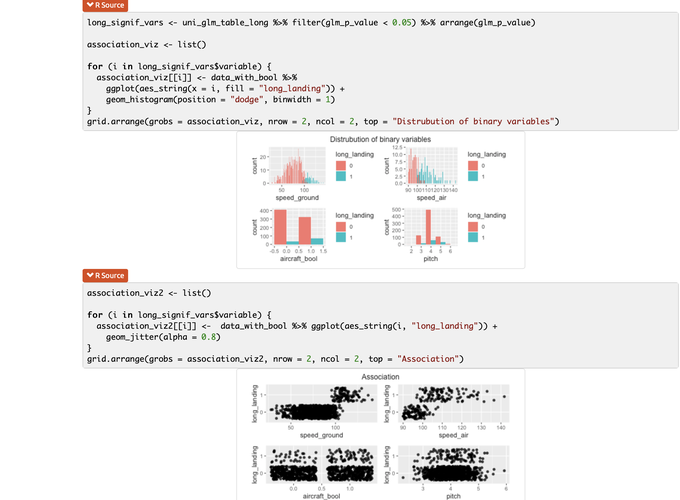 R Source
long_signif_vars <- uni_glm_table_long %>% filter(glm_p_value < 0.05) %>% arrange(glm_p_value)
association_viz <- list()
for (i in long_signif_vars$variable) {
association_viz[[i]] <- data_with_bool %>%
ggplot(aes_string(x = i, fill = "long_landing")) +
geom_histogram(position = "dodge", binwidth = 1)
}
grid.arrange(grobs = association_viz, nrow = 2, ncol = 2, top = "Distrubution of binary variables")
Distrubution of binary variables
count
20
10
0
50 100
speed_ground
long_landing
0
1
count
12.5
10.0
7.5
5.0
2.5
0.0
90 100 110 120 130 140
speed_air
long_landing
0
1
count
400
300
200
100
0
-0.5 0.0 0.5 1.0 1.5
aircraft_bool
long_landing
0
1
count
500
400
300
200
100
0
2 3 4 5 6
pitch
long_landing
0
1
R Source
association_viz2 <- list()
for (i in long_signif_vars$variable) {
association_viz2[[i]] <- data_with_bool %>% ggplot(aes_string(i, "long_landing")) +
geom_jitter(alpha = 0.8)
}
grid.arrange(grobs = association_viz2, nrow = 2, ncol = 2, top = "Association")
Association
long_landing
1
0
50 100
speed_ground
long_landing
1
0
90 100 110 120 130 140
speed_air
long_landing
1
0
0.0 0.5 1.0
aircraft_bool
long_landing
1
0
3 4 5 6
pitch